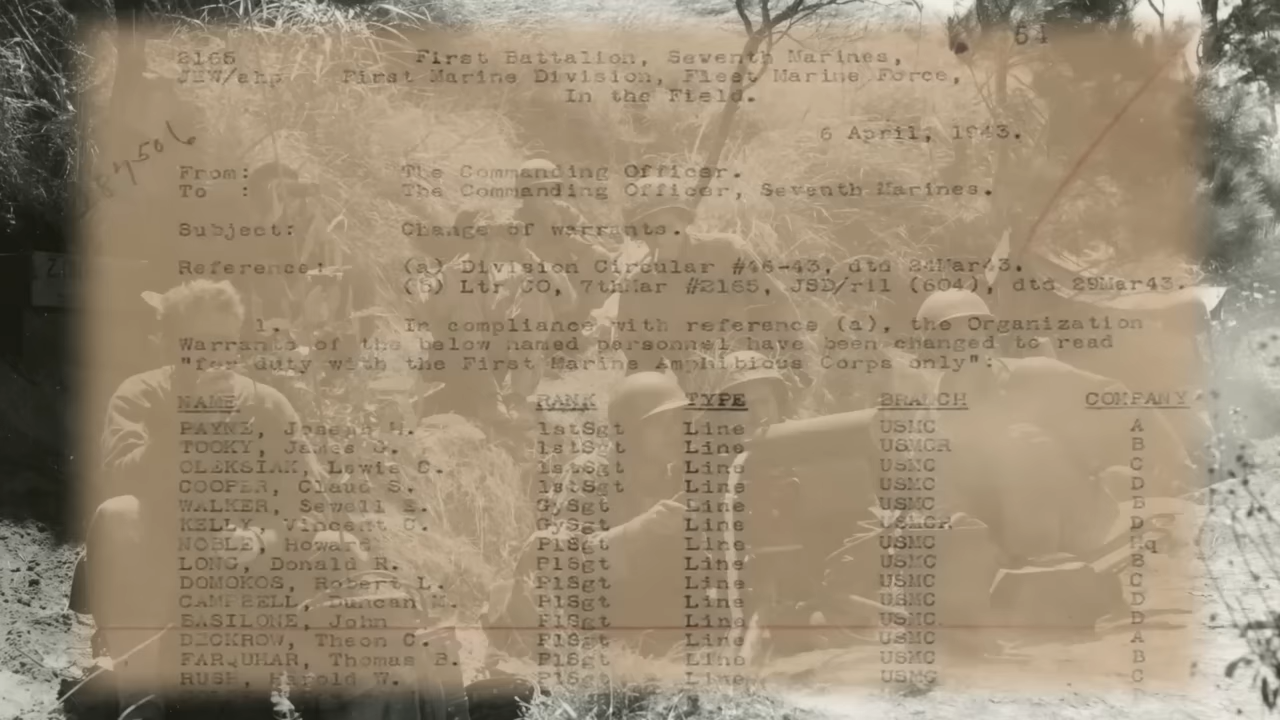 51
2165 First Battalion, Seventh Marines,
JHW/ahp First Marine Division, Fleet Marine Force,
In the Field.
6 April, 1943.
From: The Commanding Officer.
To : The Commanding Officer, Seventh Marines.
Subject: Change of warrants.
Reference: (a) Division Circular #46-43, dtd 24Mar43.
(b) Ltr CO, 7thMar #2165, JSD/ril (604), dtd 29Mar43.
1. In compliance with reference (a), the Organization
Warrants of the below named personnel have been changed to read
"for duty with the First Marine Amphibious Corps only":
NAME RANK TYPE BRANCH COMPANY
PAYNE, Joseph H. 1stSgt Line USMC A
TOOKY, James G. 1stSgt Line USMCR B
OLEKSIAK, Lewis C. 1stSgt Line USMC C
COOPER, Claud S. 1stSgt Line USMC D
WALKER, Sewell E. GySgt Line USMC B
KELLY, Vincent C. GySgt Line USMCR D
NOBLE, Howard PlSgt Line USMC Hq
LONG, Donald R. PlSgt Line USMC B
DOMOKOS, Robert L. PlSgt Line USMC C
CAMPBELL, Duncan M. PlSgt Line USMC D
BASILONE, John PlSgt Line USMC D
DECKROW, Theon C. PlSgt Line USMC A
FARQUHAR, Thomas B. PlSgt Line USMC B
RUSH, Harold W. PlSgt Line USMC C